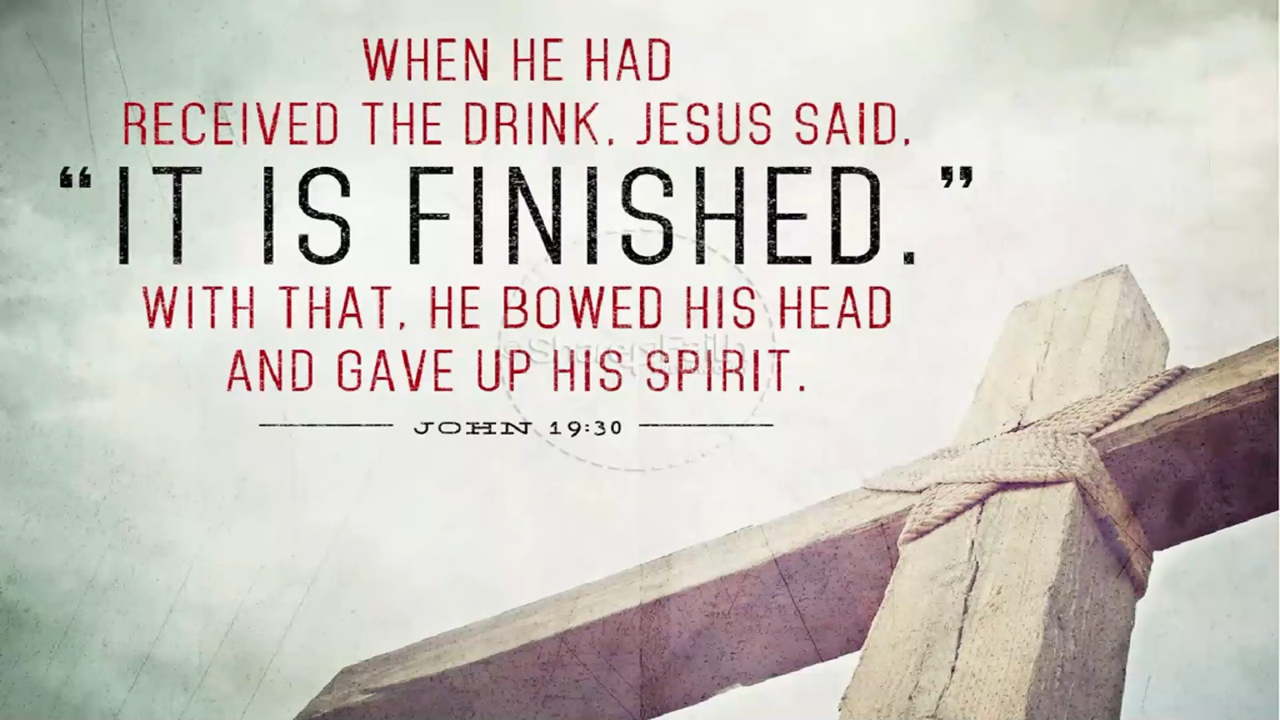 WHEN HE HAD
RECEIVED THE DRINK, JESUS SAID,
“IT IS FINISHED.”
WITH THAT, HE BOWED HIS HEAD
AND GAVE UP HIS SPIRIT.
JOHN 19:30
©SharefaithFaith